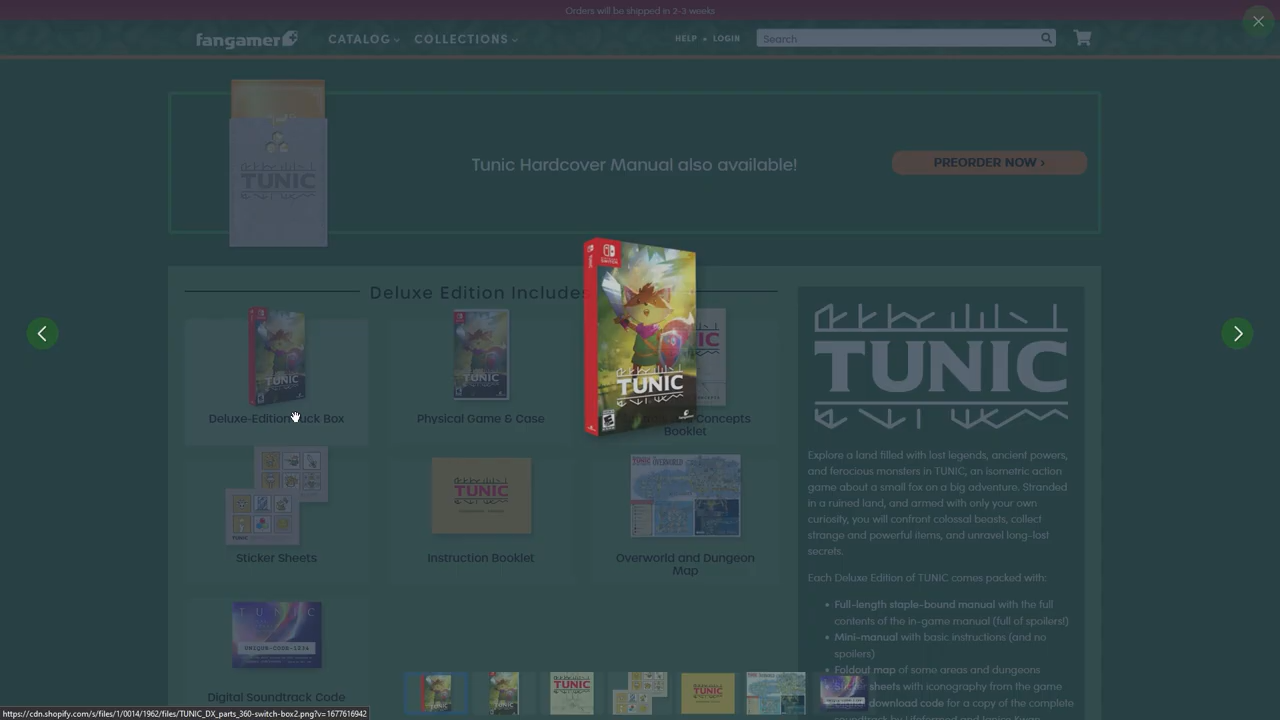 Orders will be shipped in 2-3 weeks
fangamer
CATALOG
COLLECTIONS
HELP • LOGIN
Search
TUNIC
Tunic Hardcover Manual also available!
PREORDER NOW ›
Deluxe Edition Includes
TUNIC
TUNIC
TUNIC
TUNIC
Deluxe-Edition
ck Box
Physical Game & Case
Concepts
Booklet
Explore a land filled with lost legends, ancient powers,
and ferocious monsters in TUNIC, an isometric action
game about a small fox on a big adventure. Stranded
in a ruined land, and armed with only your own
curiosity, you will confront colossal beasts, collect
strange and powerful items, and unravel long-lost
secrets.
TUNIC
TUNIC OVERWORLD
Sticker Sheets
Instruction Booklet
Overworld and Dungeon
Map
Each Deluxe Edition of TUNIC comes packed with:
• Full-length staple-bound manual with the full
contents of the in-game manual (full of spoilers!)
• Mini-manual with basic instructions (and no
spoilers)
• Foldout map of some areas and dungeons
sheets with iconography from the game
download code for a copy of the complete
TUNIC
UNIQUE-CODE-1234
Digital Soundtrack Code
https://cdn.shopify.com/s/files/1/0014/1962/files/TUNIC_DX_parts_360-switch-box2.png?v=1677616942